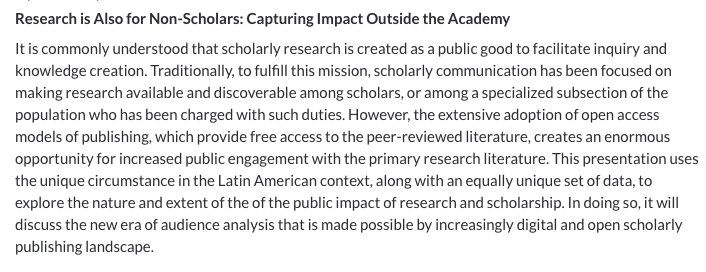 Research is Also for Non-Scholars: Capturing Impact Outside the Academy
It is commonly understood that scholarly research is created as a public good to facilitate inquiry and
knowledge creation. Traditionally, to fulfill this mission, scholarly communication has been focused on
making research available and discoverable among scholars, or among a specialized subsection of the
population who has been charged with such duties. However, the extensive adoption of open access
models of publishing, which provide free access to the peer-reviewed literature, creates an enormous
opportunity for increased public engagement with the primary research literature. This presentation uses
the unique circumstance in the Latin American context, along with an equally unique set of data, to
explore the nature and extent of the of the public impact of research and scholarship. In doing so, it will
discuss the new era of audience analysis that is made possible by increasingly digital and open scholarly
publishing landscape.